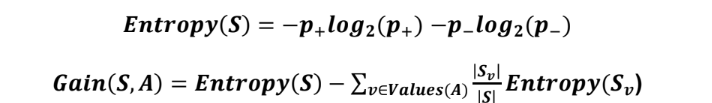 Entropy(S) = −p₊log₂(p₊) −p₋log₂(p₋)
Gain(S, A) = Entropy(S) − ∑ᵥ∈Values(A) |Sᵥ|/|S| Entropy(Sᵥ)